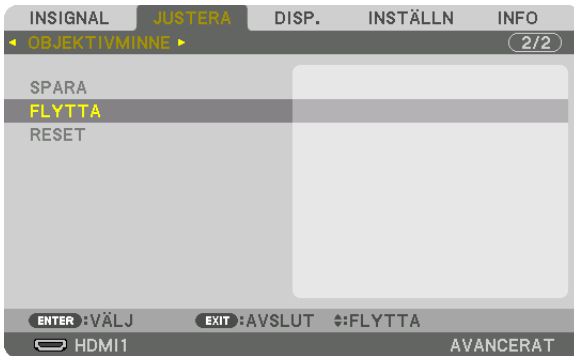 INSIGNAL JUSTERA DISP. INSTÄLLN INFO
OBJEKTIVMINNE 2/2
SPARA
FLYTTA
RESET
ENTER :VÄLJ EXIT :AVSLUT :FLYTTA
HDMI1 AVANCERAT